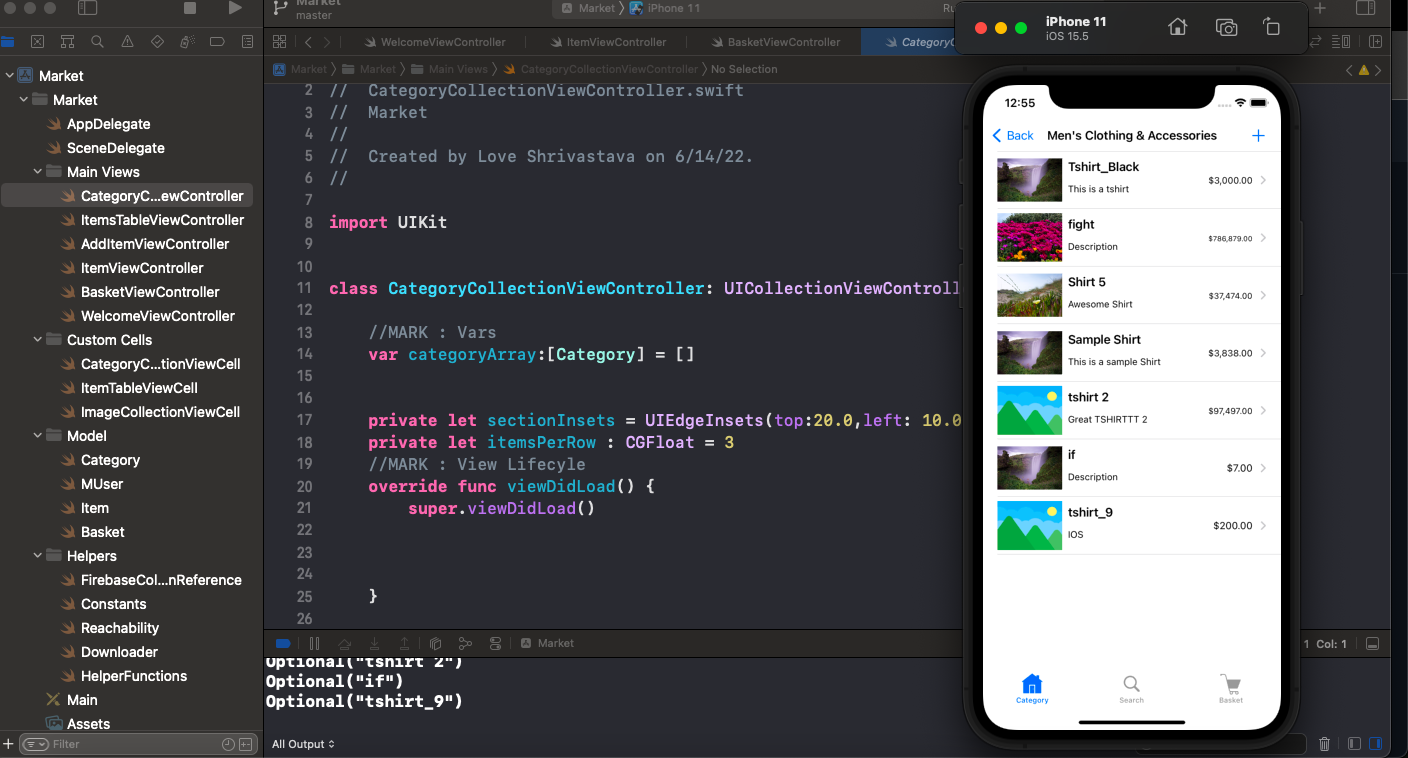 Market
master
Market
iPhone 11
Ru
WelcomeViewController
ItemViewController
BasketViewController
CategoryC
Market
Market
Main Views
CategoryCollectionViewController
No Selection
Market
Market
AppDelegate
SceneDelegate
Main Views
CategoryC...ewController
ItemsTableViewController
AddItemViewController
ItemViewController
BasketViewController
WelcomeViewController
Custom Cells
CategoryC...tionViewCell
ItemTableViewCell
ImageCollectionViewCell
Model
Category
MUser
Item
Basket
Helpers
FirebaseCol...nReference
Constants
Reachability
Downloader
HelperFunctions
Main
Assets
Filter
2 // CategoryCollectionViewController.swift
3 // Market
4 //
5 // Created by Love Shrivastava on 6/14/22.
6 //
7
8 import UIKit
9
10
11 class CategoryCollectionViewController: UICollectionViewControll
12
13 //MARK : Vars
14 var categoryArray:[Category] = []
15
16
17 private let sectionInsets = UIEdgeInsets(top:20.0,left: 10.0
18 private let itemsPerRow : CGFloat = 3
19 //MARK : View Lifecyle
20 override func viewDidLoad() {
21 super.viewDidLoad()
22
23
24
25 }
26
Market
1 Col: 1
Optional("tshirt 2")
Optional("if")
Optional("tshirt_9")
All Output
iPhone 11
iOS 15.5
12:55
Back
Men's Clothing & Accessories
Tshirt_Black
This is a tshirt
$3,000.00
fight
Description
$786,879.00
Shirt 5
Awesome Shirt
$37,474.00
Sample Shirt
This is a sample Shirt
$3,838.00
tshirt 2
Great TSHIRTTT 2
$97,497.00
if
Description
$7.00
tshirt_9
IOS
$200.00
Category
Search
Basket